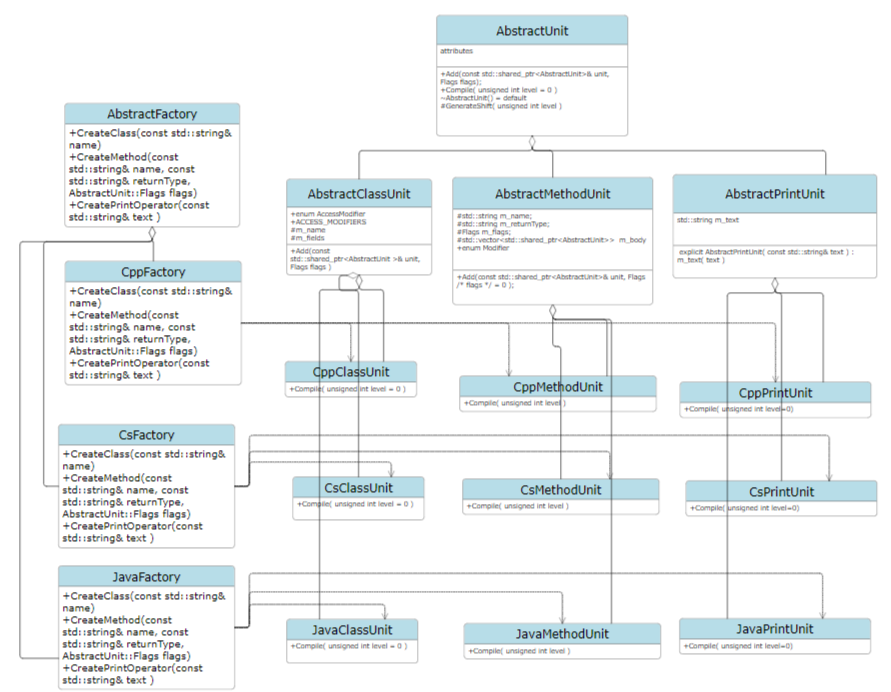 AbstractUnit
attributes
+Add(const std::shared_ptr<AbstractUnit>& unit,
Flags flags);
+Compile( unsigned int level = 0 )
~AbstractUnit() = default
#GenerateShift( unsigned int level )
AbstractFactory
+CreateClass(const std::string&
name)
+CreateMethod(const
std::string& name, const
std::string& returnType,
AbstractUnit::Flags flags)
+CreatePrintOperator(const
std::string& text )
AbstractClassUnit
+enum AccessModifier
+ACCESS_MODIFIERS
#m_name
#m_fields
+Add(const
std::shared_ptr<AbstractUnit >& unit,
Flags flags )
AbstractMethodUnit
#std::string m_name;
#std::string m_returnType;
#Flags m_flags;
#std::vector<std::shared_ptr<AbstractUnit>> m_body
+enum Modifier
+Add(const std::shared_ptr<AbstractUnit>& unit, Flags
/* flags */ = 0 );
AbstractPrintUnit
std::string m_text
explicit AbstractPrintUnit( const std::string& text ) :
m_text( text )
CppFactory
+CreateClass(const std::string&
name)
+CreateMethod(const
std::string& name, const
std::string& returnType,
AbstractUnit::Flags flags)
+CreatePrintOperator(const
std::string& text )
CppClassUnit
+Compile( unsigned int level = 0 )
CppMethodUnit
+Compile( unsigned int level )
CppPrintUnit
+Compile( unsigned int level=0)
CsFactory
+CreateClass(const std::string&
name)
+CreateMethod(const
std::string& name, const
std::string& returnType,
AbstractUnit::Flags flags)
+CreatePrintOperator(const
std::string& text )
CsClassUnit
+Compile( unsigned int level = 0 )
CsMethodUnit
+Compile( unsigned int level )
CsPrintUnit
+Compile( unsigned int level=0)
JavaFactory
+CreateClass(const std::string&
name)
+CreateMethod(const
std::string& name, const
std::string& returnType,
AbstractUnit::Flags flags)
+CreatePrintOperator(const
std::string& text )
JavaClassUnit
+Compile( unsigned int level = 0 )
JavaMethodUnit
+Compile( unsigned int level )
JavaPrintUnit
+Compile( unsigned int level=0)